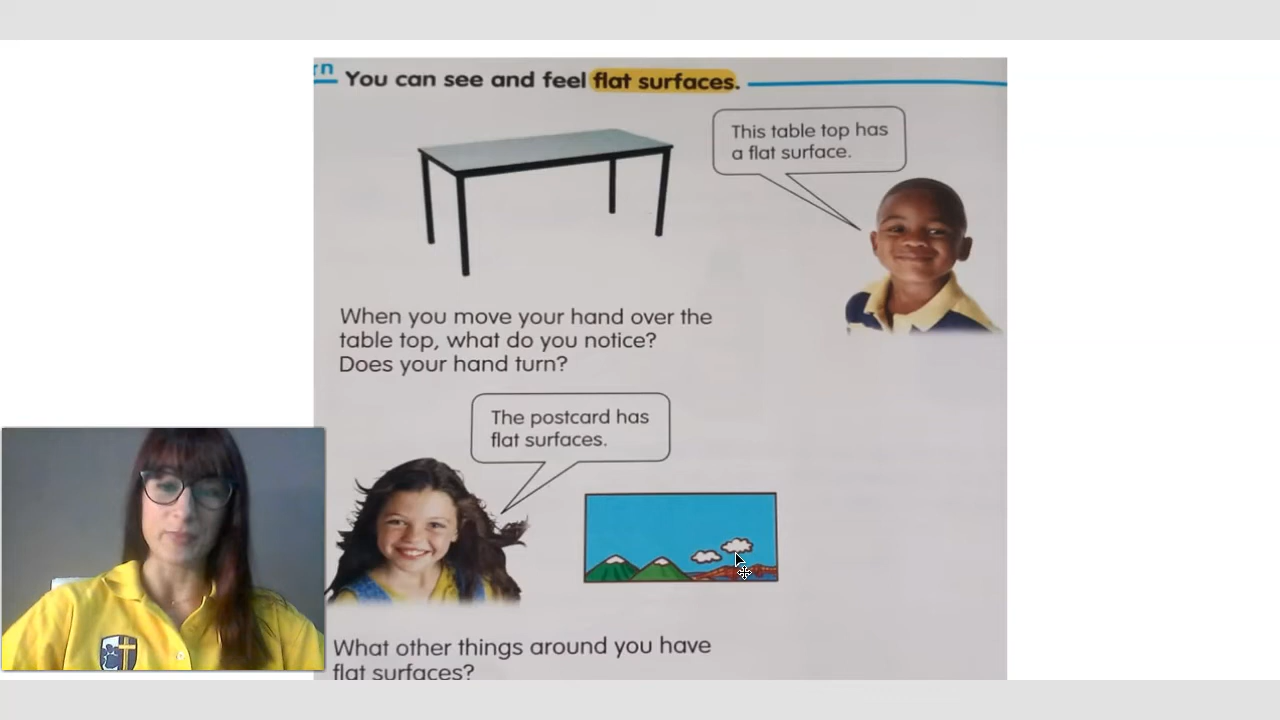 rn
You can see and feel flat surfaces.
This table top has
a flat surface.
When you move your hand over the
table top, what do you notice?
Does your hand turn?
The postcard has
flat surfaces.
What other things around you have
flat surfaces?